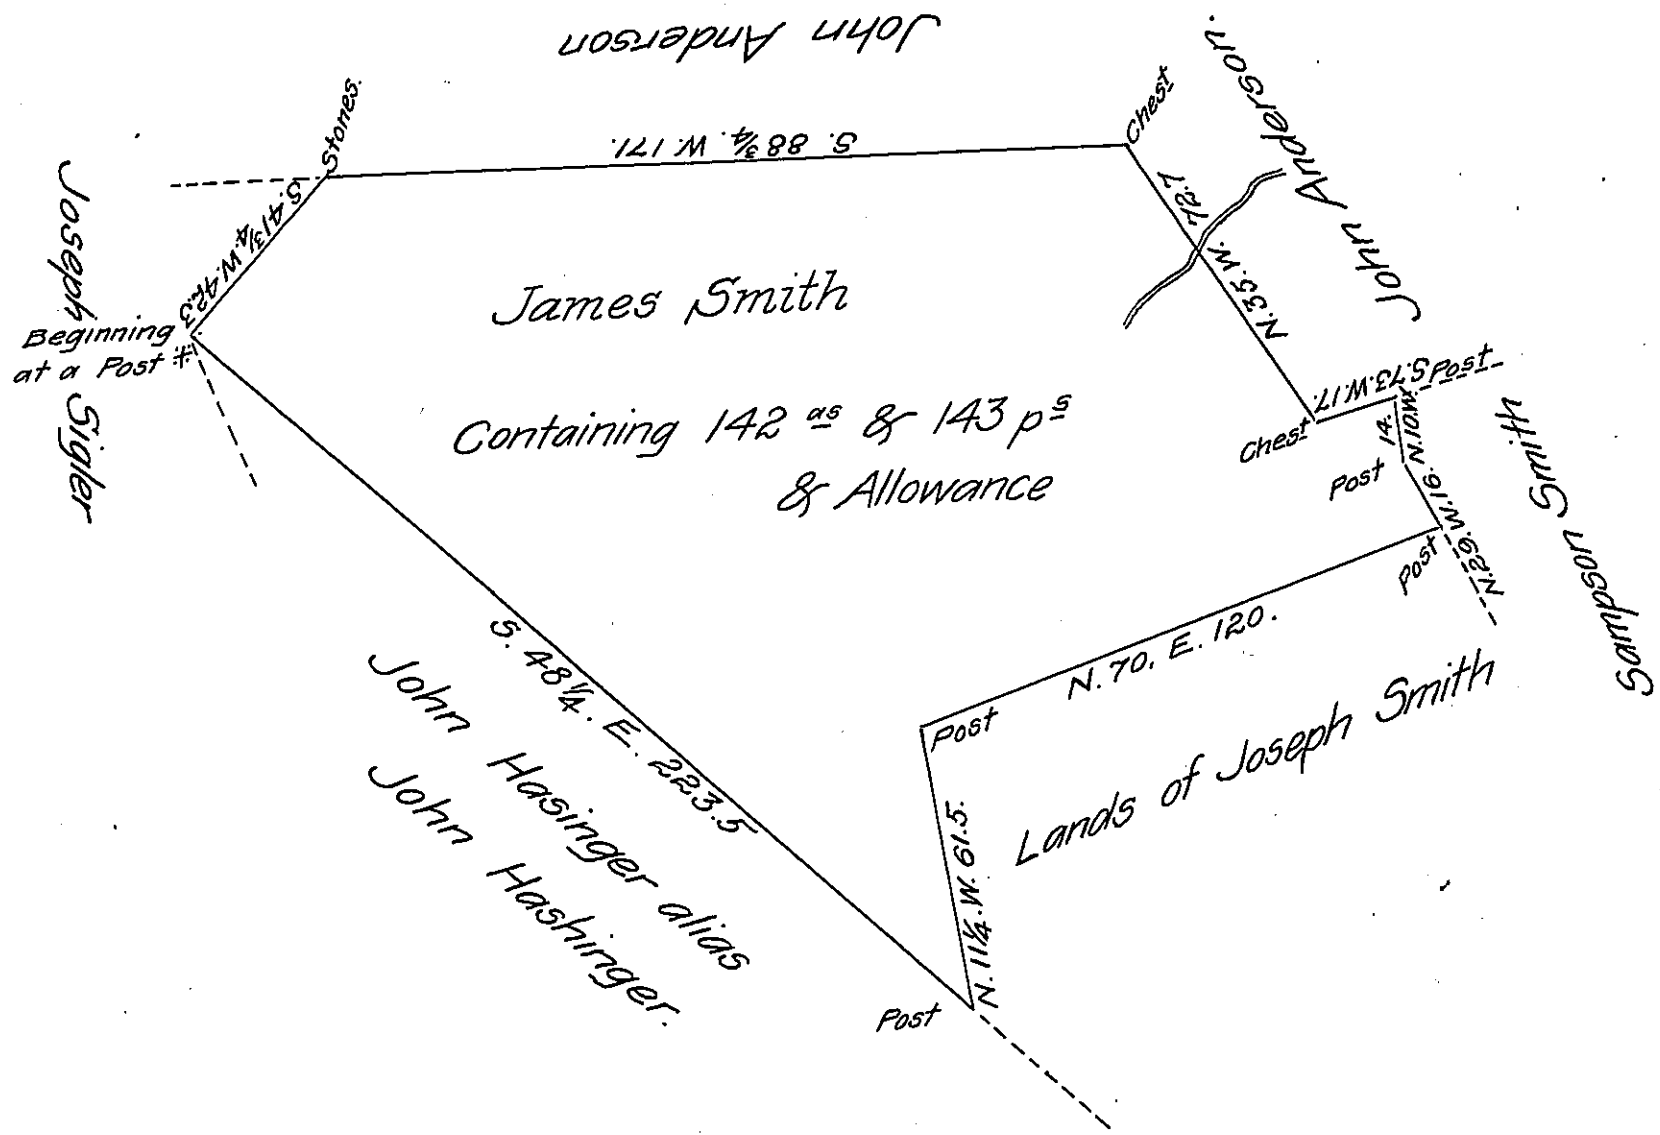 John Anderson
John Anderson.
Stones.
Chest
S. 88¾. W. 171.
S. 41¾. W. 42.3
N. 35. W. 72.7
Joseph Sigler
Beginning
at a Post #
James Smith
Containing 142 as & 143 ps
& Allowance
S. 73. W. 17.
Post
Chest
N. 10. W. 14.
Post
N. 29. W. 16.
Post
Sampson Smith
S. 48¼. E. 223.5
N. 70. E. 120.
Post
Lands of Joseph Smith
John Hasinger alias
John Hashinger.
N. 11¼. W. 61.5.
Post